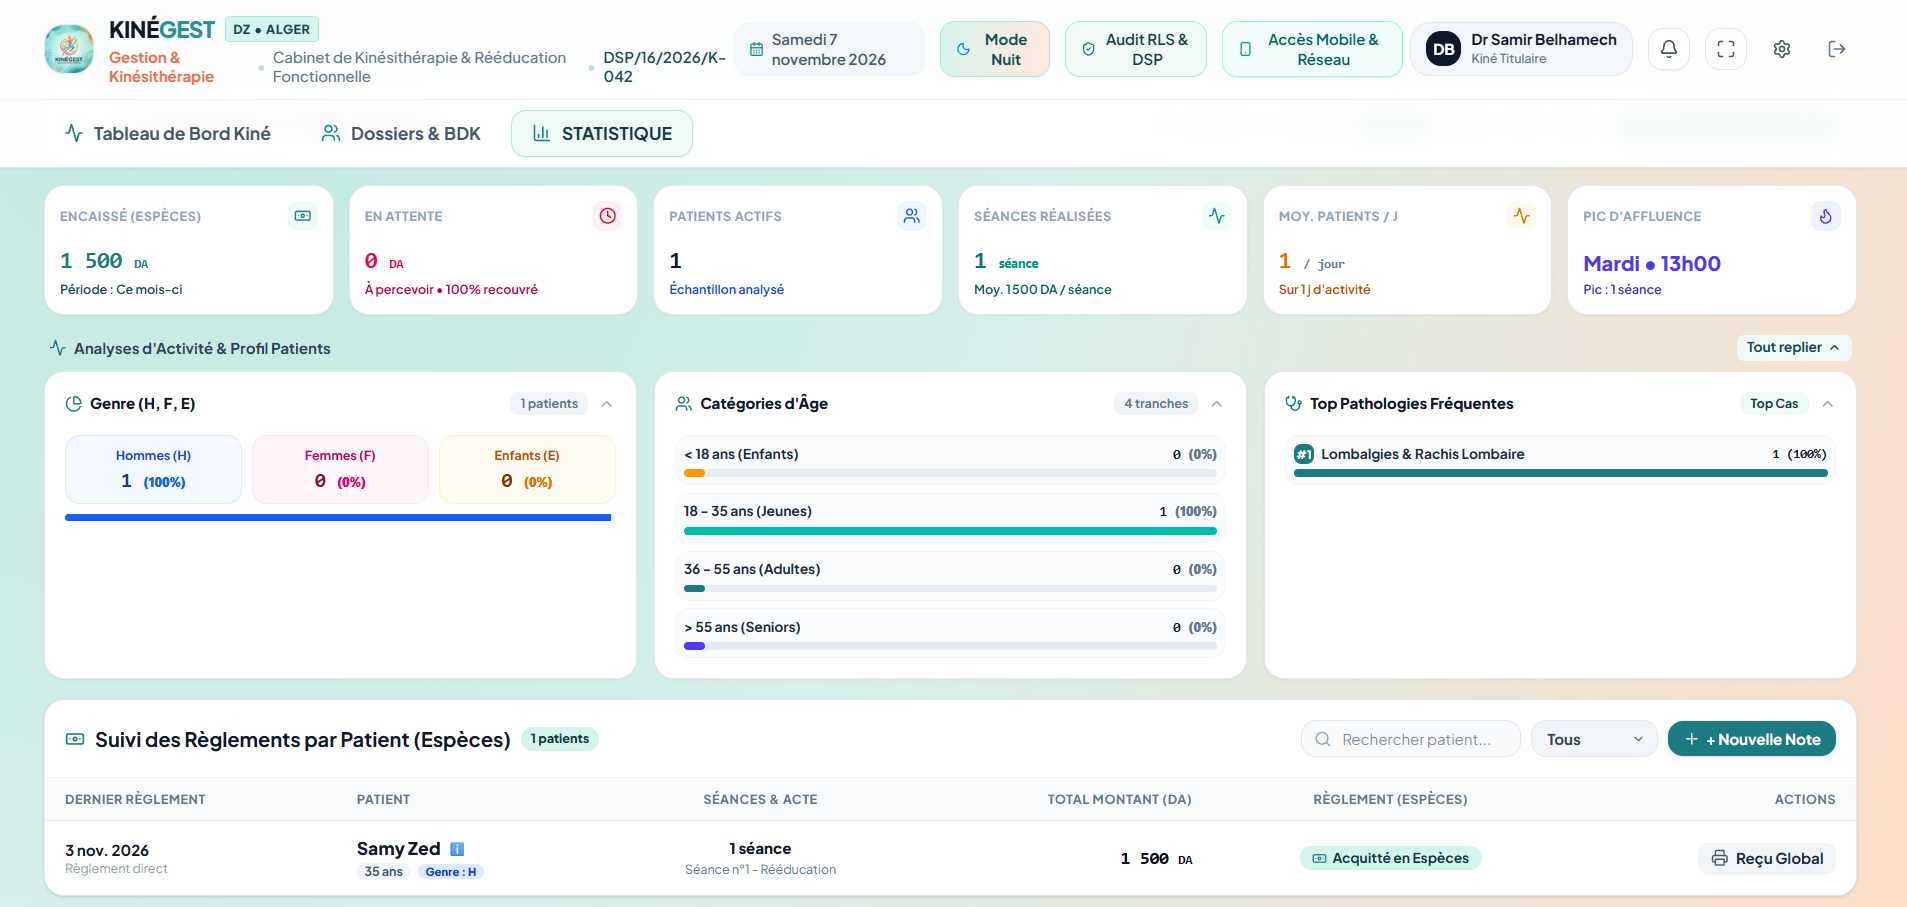 KINÉGEST
DZ • ALGER
Gestion & Kinésithérapie
• Cabinet de Kinésithérapie & Rééducation Fonctionnelle
• DSP/16/2026/K-042
Samedi 7 novembre 2026
Mode Nuit
Audit RLS & DSP
Accès Mobile & Réseau
DB
Dr Samir Belhamech
Kiné Titulaire
Tableau de Bord Kiné
Dossiers & BDK
STATISTIQUE
ENCAISSÉ (ESPÈCES)
1 500 DA
Période : Ce mois-ci
EN ATTENTE
0 DA
À percevoir • 100% recouvré
PATIENTS ACTIFS
1
Échantillon analysé
SÉANCES RÉALISÉES
1 séance
Moy. 1500 DA / séance
MOY. PATIENTS / J
1 / jour
Sur 1 j d'activité
PIC D'AFFLUENCE
Mardi • 13h00
Pic : 1 séance
Analyses d'Activité & Profil Patients
Tout replier
Genre (H, F, E)
1 patients
Hommes (H)
1 (100%)
Femmes (F)
0 (0%)
Enfants (E)
0 (0%)
Catégories d'Âge
4 tranches
< 18 ans (Enfants) 0 (0%)
18 - 35 ans (Jeunes) 1 (100%)
36 - 55 ans (Adultes) 0 (0%)
> 55 ans (Seniors) 0 (0%)
Top Pathologies Fréquentes
Top Cas
#1 Lombalgies & Rachis Lombaire 1 (100%)
Suivi des Règlements par Patient (Espèces)
1 patients
Rechercher patient...
Tous
+ Nouvelle Note
DERNIER RÈGLEMENT PATIENT SÉANCES & ACTE TOTAL MONTANT (DA) RÈGLEMENT (ESPÈCES) ACTIONS
3 nov. 2026
Règlement direct
Samy Zed
35 ans Genre : H
1 séance
Séance n°1 - Rééducation
1 500 DA
Acquitté en Espèces
Reçu Global